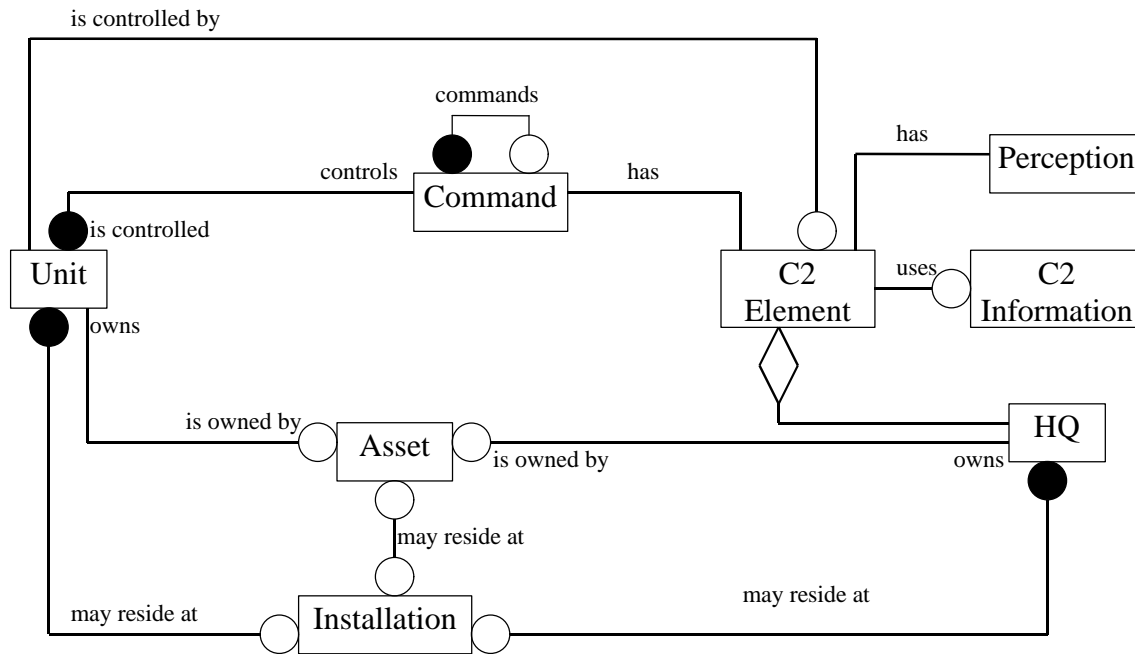 is controlled by
commands
has
Perception
controls
has
Command
is controlled
Unit
C2
Element
uses
C2
Information
owns
is owned by
Asset
is owned by
owns
HQ
may reside at
may reside at
Installation
may reside at